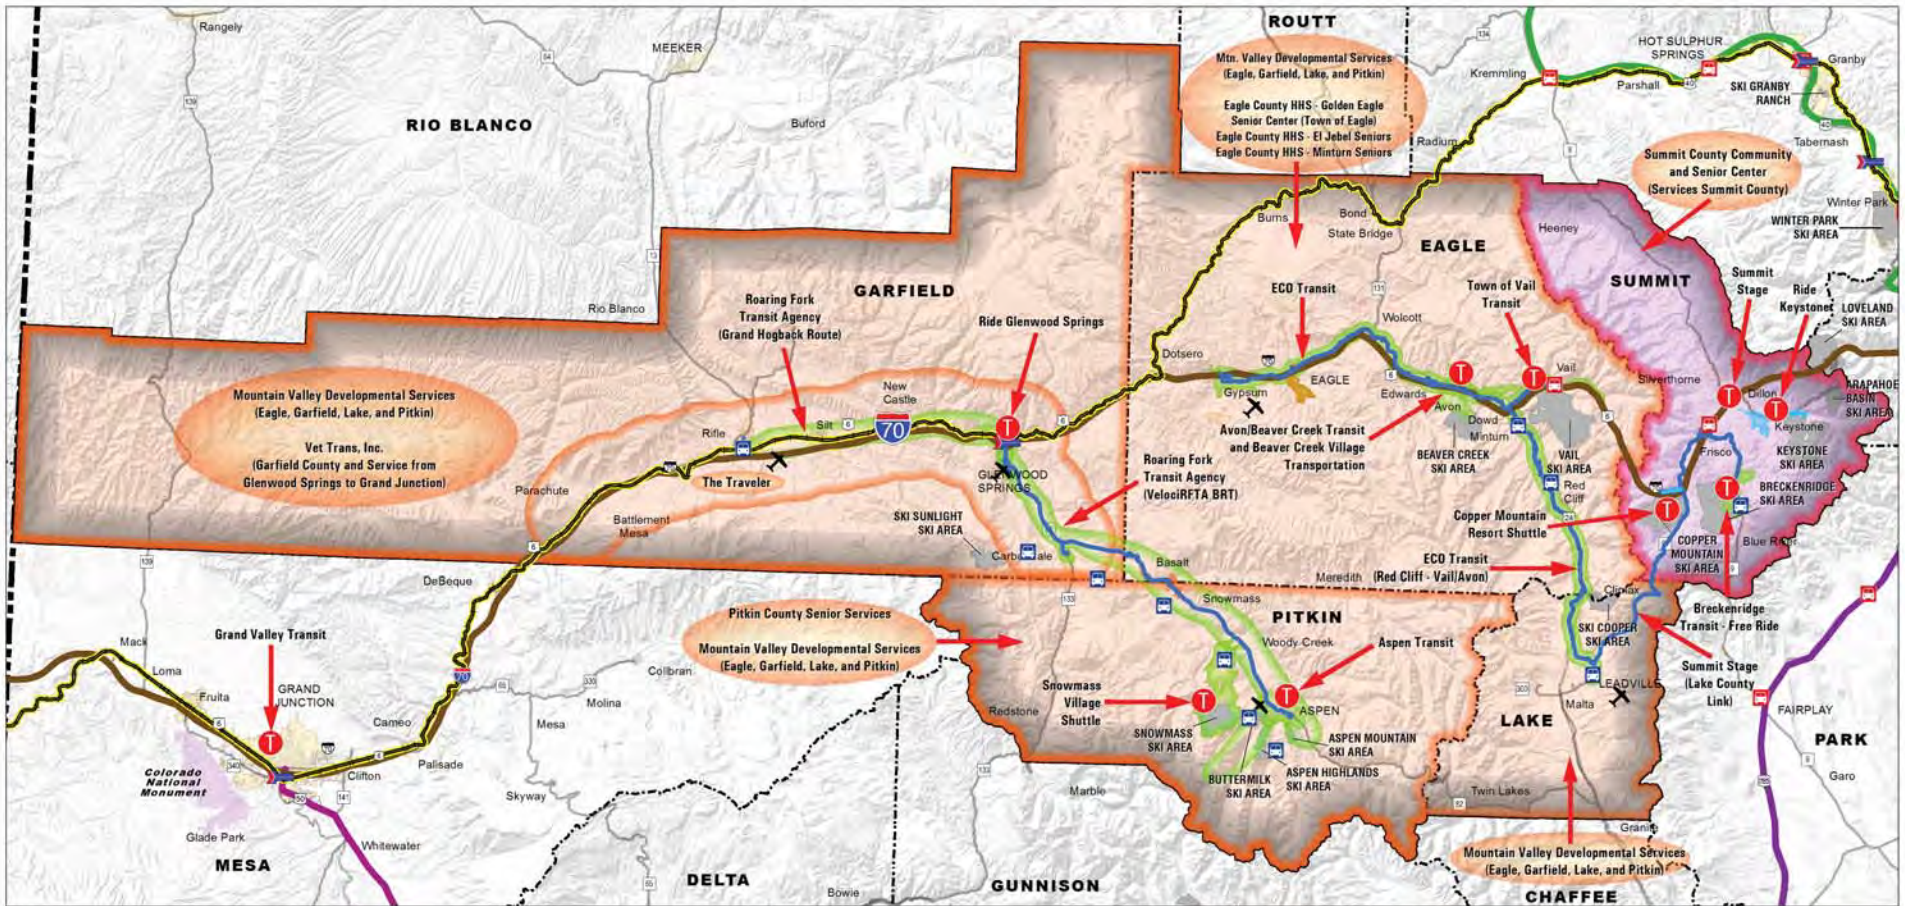 Rangely
MEEKER
ROUTT
HOT SULPHUR
SPRINGS
Granby
Kremmling
Parshall
SKI GRANBY
RANCH
Tabernash
Winter Park
WINTER PARK
SKI AREA
RIO BLANCO
Buford
Mtn. Valley Developmental Services
(Eagle, Garfield, Lake, and Pitkin)
Eagle County HHS - Golden Eagle
Senior Center (Town of Eagle)
Eagle County HHS - El Jebel Seniors
Eagle County HHS - Minturn Seniors
Radium
Summit County Community
and Senior Center
(Services Summit County)
Burns
Bond
State Bridge
EAGLE
Heeney
SUMMIT
Summit
Stage
Ride
Keystone
LOVELAND
SKI AREA
Rio Blanco
GARFIELD
Roaring Fork
Transit Agency
(Grand Hogback Route)
Ride Glenwood Springs
ECO Transit
Town of Vail
Transit
Wolcott
Dotsero
Gypsum
EAGLE
Edwards
Avon
Vail
Silverthorne
Dillon
ARAPAHOE
BASIN
SKI AREA
Mountain Valley Developmental Services
(Eagle, Garfield, Lake, and Pitkin)
Vet Trans, Inc.
(Garfield County and Service from
Glenwood Springs to Grand Junction)
New
Castle
Silt
70
Rifle
The Traveler
Parachute
Battlement
Mesa
GLENWOOD
SPRINGS
SKI SUNLIGHT
SKI AREA
Carbondale
Avon/Beaver Creek Transit
and Beaver Creek Village
Transportation
Roaring Fork
Transit Agency
(VelociRFTA BRT)
Dowd
Minturn
BEAVER CREEK
SKI AREA
VAIL
SKI AREA
Red
Cliff
Frisco
Keystone
KEYSTONE
SKI AREA
BRECKENRIDGE
SKI AREA
Copper Mountain
Resort Shuttle
COPPER
MOUNTAIN
SKI AREA
Blue River
ECO Transit
(Red Cliff - Vail/Avon)
Basalt
Meredith
Climax
DeBeque
Snowmass
PITKIN
Woody Creek
SKI COOPER
SKI AREA
Breckenridge
Transit - Free Ride
Pitkin County Senior Services
Mountain Valley Developmental Services
(Eagle, Garfield, Lake, and Pitkin)
Aspen Transit
Summit Stage
(Lake County
Link)
Mack
Loma
Fruita
Grand Valley Transit
GRAND
JUNCTION
Cameo
Palisade
Clifton
Collbran
Molina
Mesa
Skyway
Redstone
Snowmass
Village
Shuttle
SNOWMASS
SKI AREA
ASPEN
ASPEN MOUNTAIN
SKI AREA
ASPEN HIGHLANDS
SKI AREA
BUTTERMILK
SKI AREA
LEADVILLE
Malta
LAKE
FAIRPLAY
PARK
Garo
Colorado
National
Monument
Glade Park
MESA
Whitewater
Marble
Twin Lakes
Granite
DELTA
Bowie
GUNNISON
Mountain Valley Developmental Services
(Eagle, Garfield, Lake, and Pitkin)
CHAFFEE